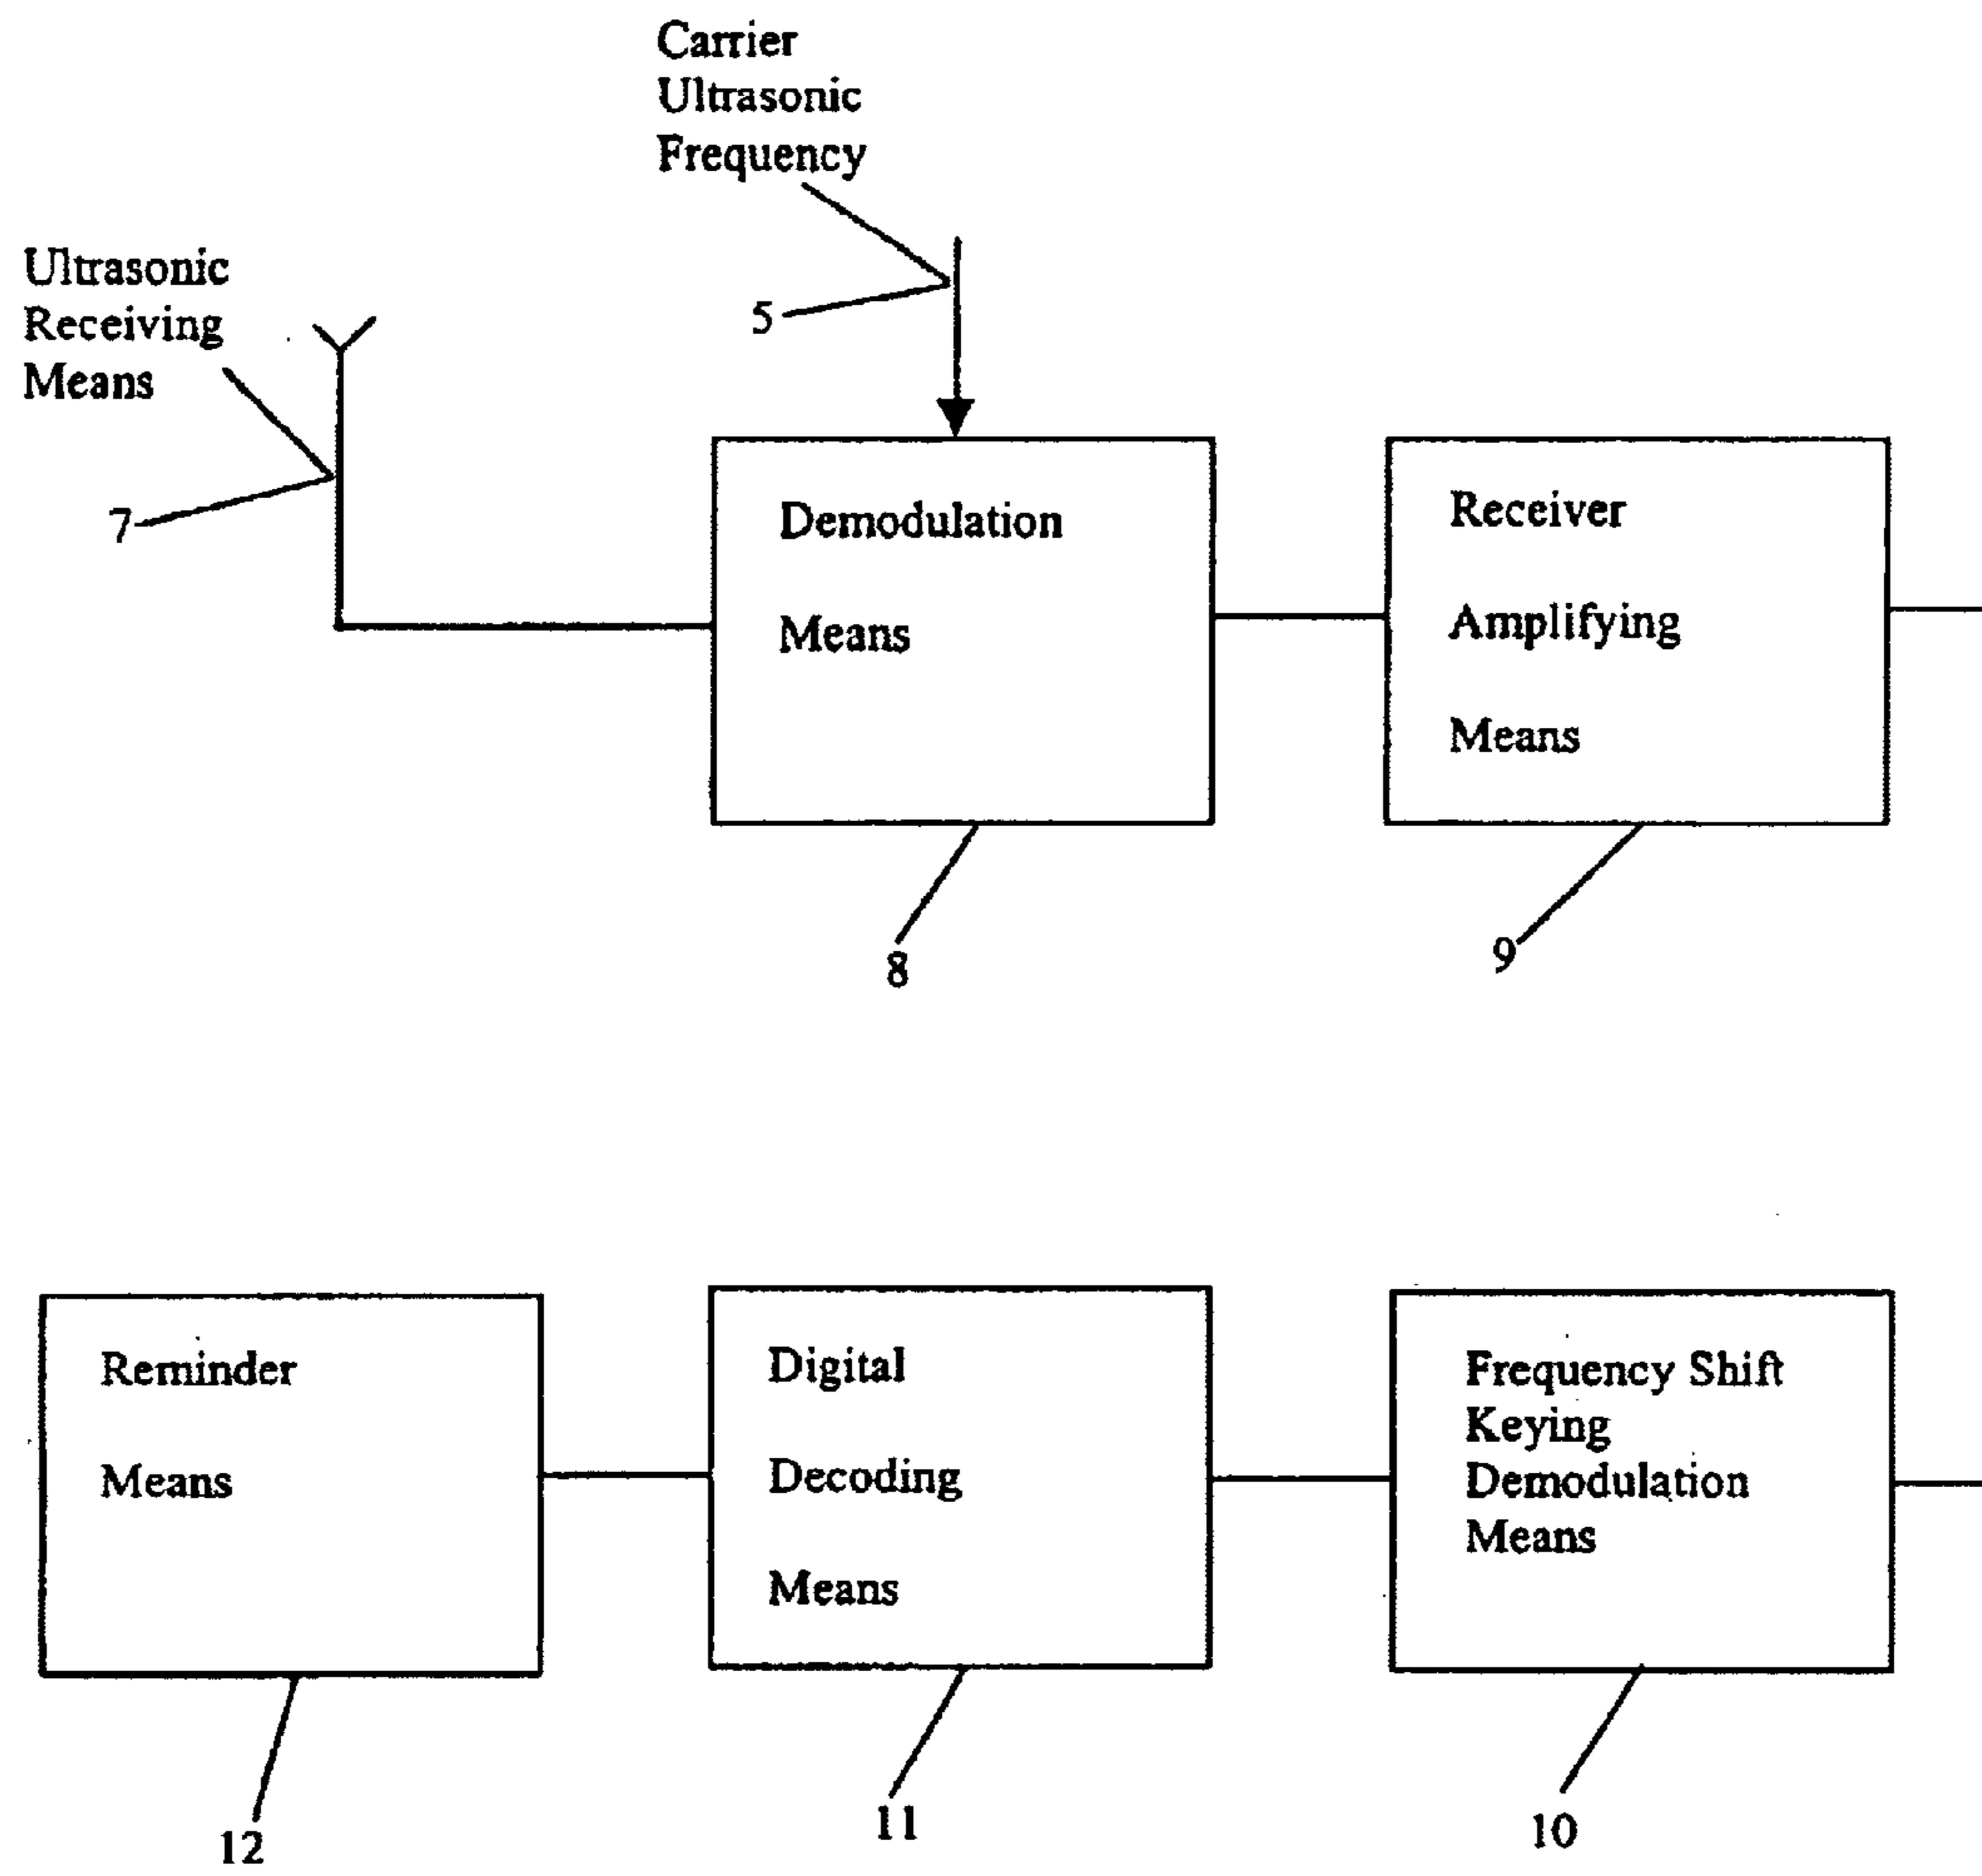 Carrier
Ultrasonic
Frequency
Ultrasonic
Receiving
Means
5
7
Demodulation
Means
Receiver
Amplifying
Means
8
9
Reminder
Means
Digital
Decoding
Means
Frequency Shift
Keying
Demodulation
Means
12
11
10